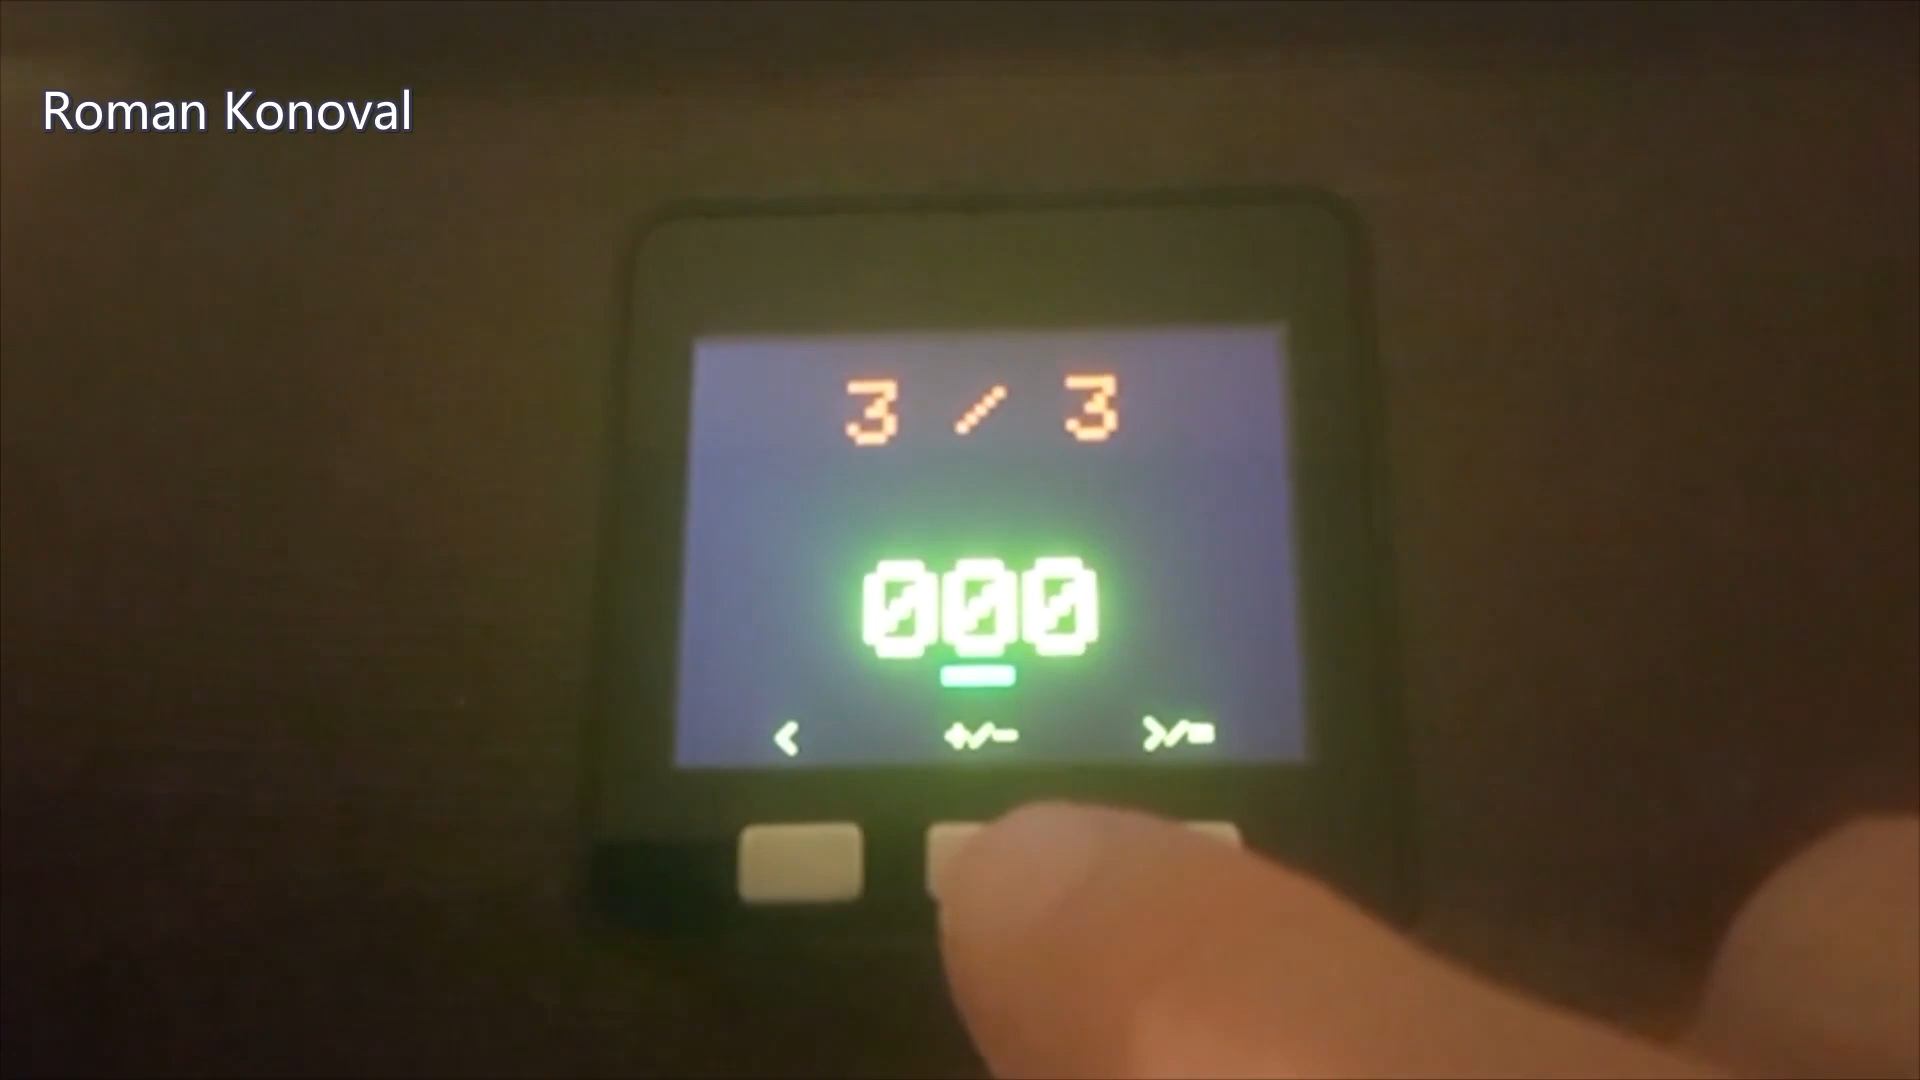 Roman Konoval
3 / 3
000
< +/- >/=